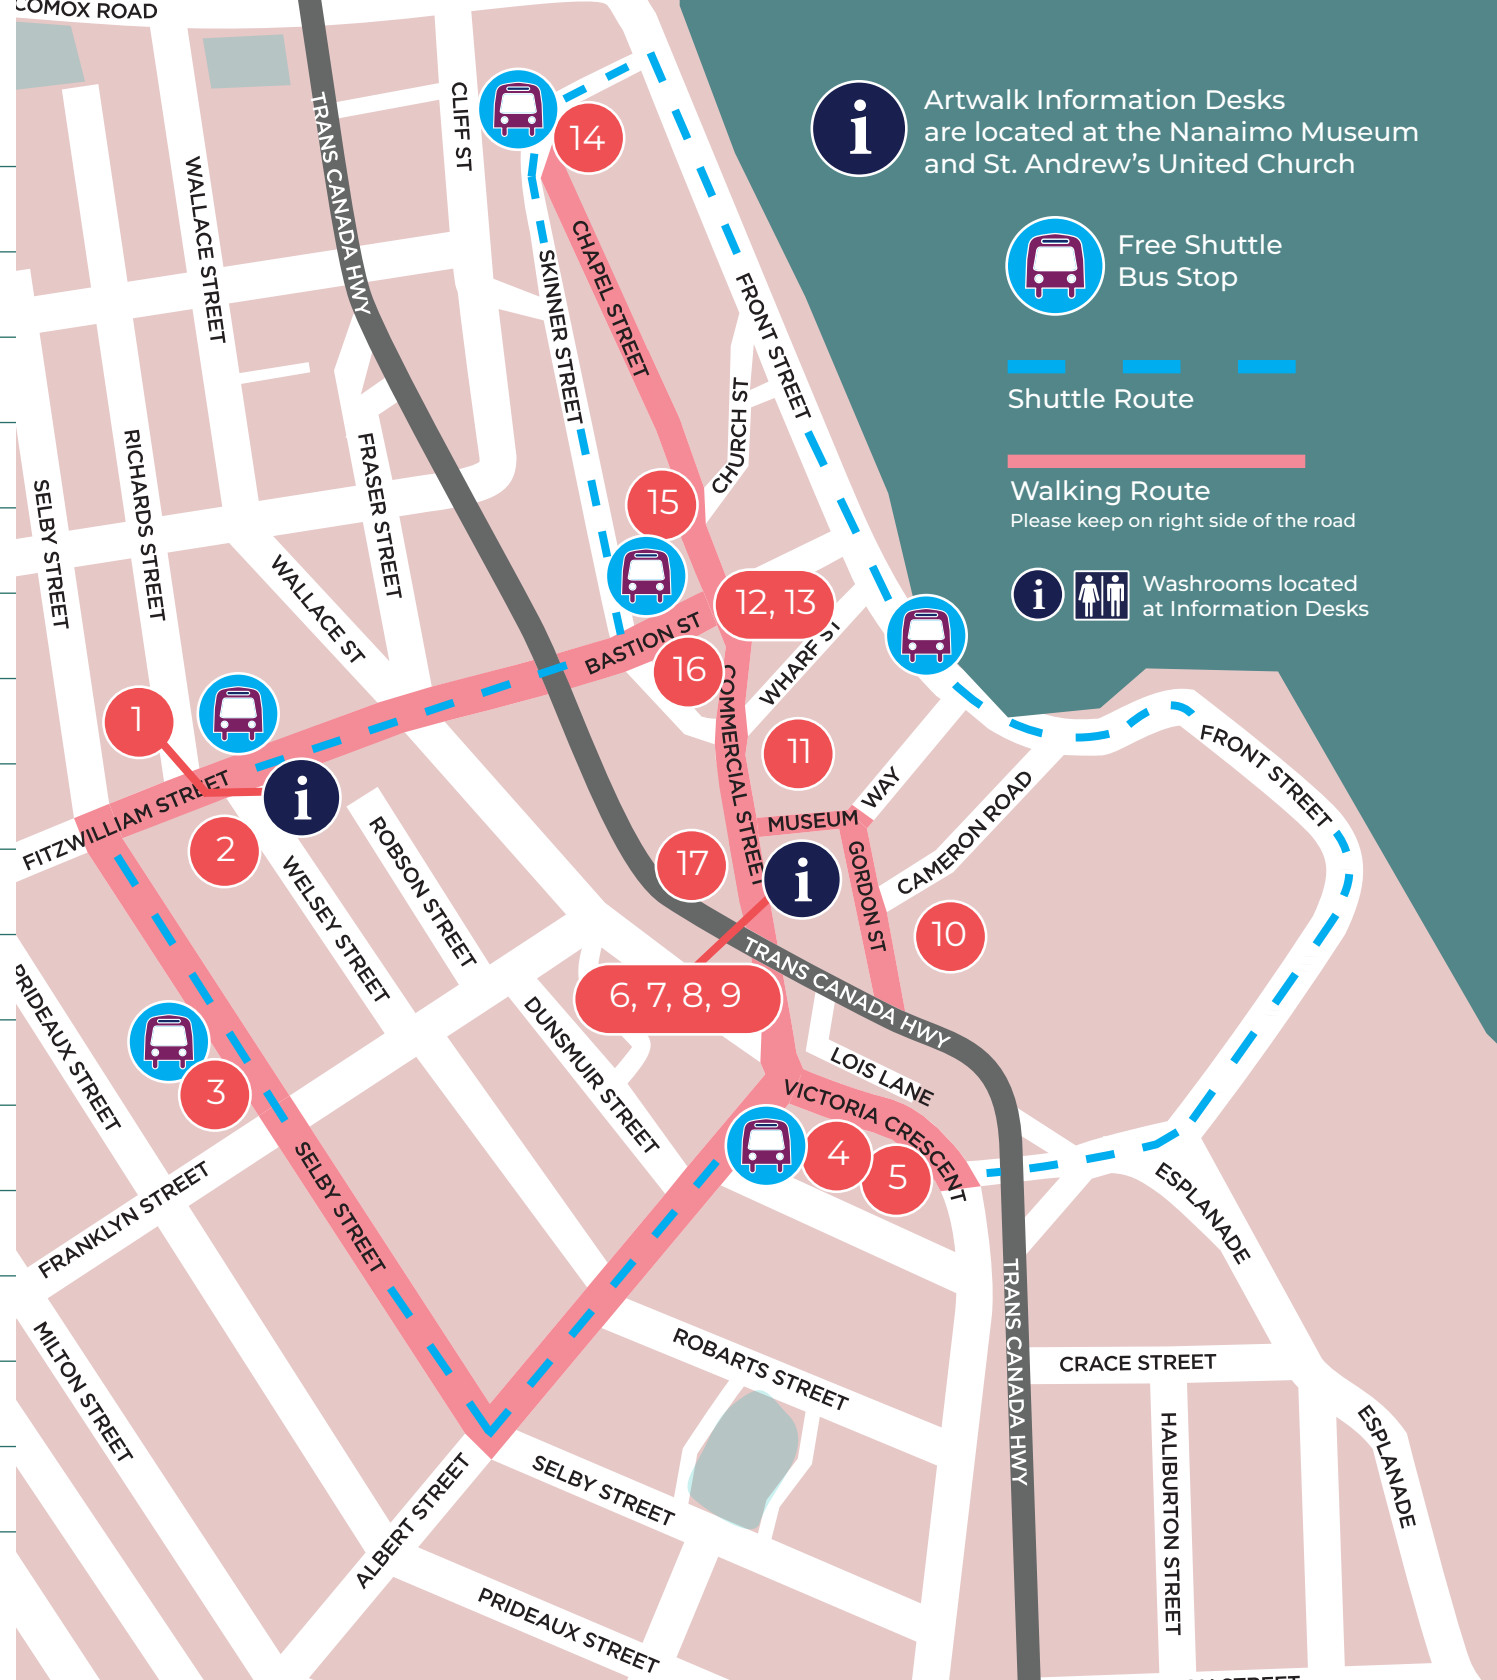 COMOX ROAD
TRANS CANADA HWY
CLIFF ST
WALLACE STREET
14
i
Artwalk Information Desks
are located at the Nanaimo Museum
and St. Andrew's United Church
Free Shuttle
Bus Stop
Shuttle Route
Walking Route
Please keep on right side of the road
i
Washrooms located
at Information Desks
SKINNER STREET
CHAPEL STREET
FRONT STREET
CHURCH ST
SELBY STREET
RICHARDS STREET
FRASER STREET
WALLACE ST
15
12, 13
BASTION ST
16
WHARF ST
COMMERCIAL STREET
11
1
FITZWILLIAM STREET
i
2
WELSEY STREET
ROBSON STREET
MUSEUM
WAY
17
i
GORDON ST
CAMERON ROAD
10
FRONT STREET
6, 7, 8, 9
TRANS CANADA HWY
PRIDEAUX STREET
3
DUNSMUIR STREET
LOIS LANE
VICTORIA CRESCENT
4
5
FRANKLYN STREET
SELBY STREET
ESPLANADE
TRANS CANADA HWY
MILTON STREET
ROBARTS STREET
CRACE STREET
HALIBURTON STREET
ESPLANADE
SELBY STREET
ALBERT STREET
PRIDEAUX STREET
STREET